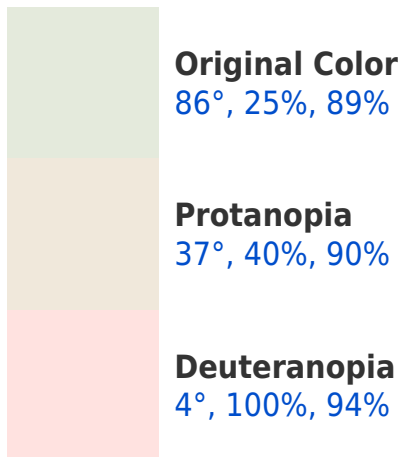 Original Color
86°, 25%, 89%
Protanopia
37°, 40%, 90%
Deuteranopia
4°, 100%, 94%